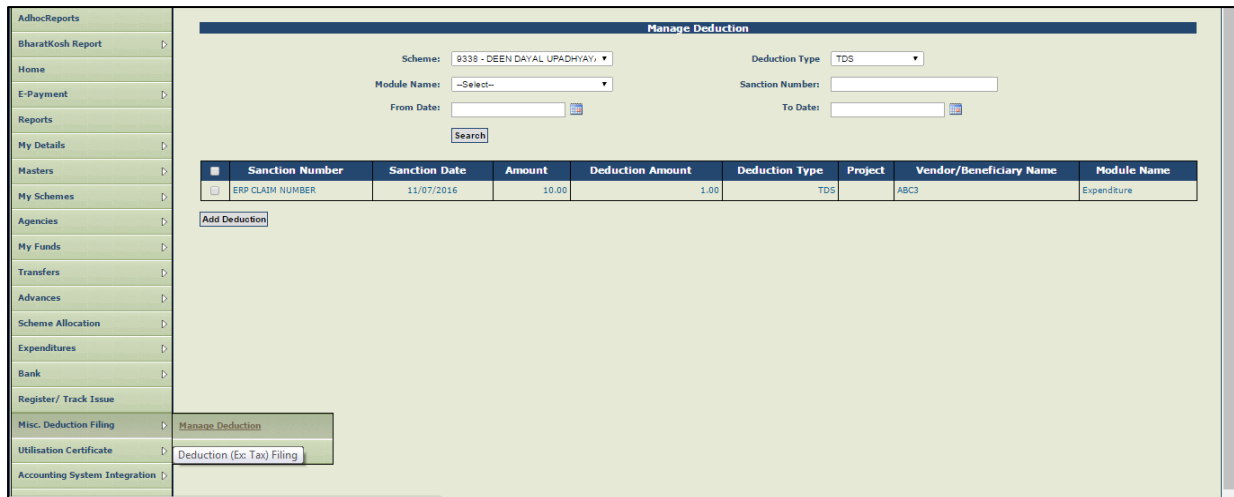 AdhocReports
BharatKosh Report
Home
E-Payment
Reports
My Details
Masters
My Schemes
Agencies
My Funds
Transfers
Advances
Scheme Allocation
Expenditures
Bank
Register/ Track Issue
Misc. Deduction Filing
Utilisation Certificate
Accounting System Integration
Manage Deduction
Deduction (Ex: Tax) Filing
Manage Deduction
Scheme: 9338 - DEEN DAYAL UPADHYAY Deduction Type TDS
Module Name: --Select-- Sanction Number:
From Date: To Date:
Search
Sanction Number Sanction Date Amount Deduction Amount Deduction Type Project Vendor/Beneficiary Name Module Name
ERP CLAIM NUMBER 11/07/2016 10.00 1.00 TDS ABC3 Expenditure
Add Deduction